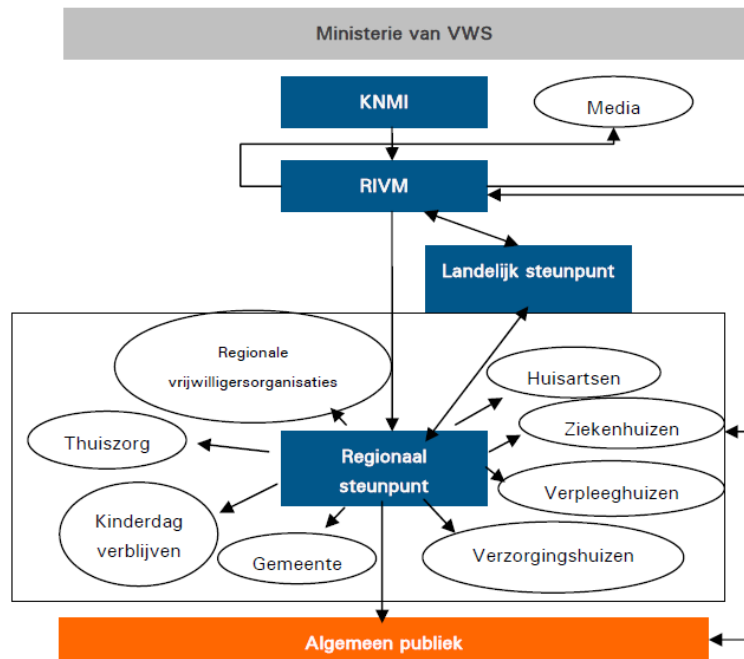 Ministerie van VWS
KNMI
Media
RIVM
Landelijk steunpunt
Regionale
vrijwilligersorganisaties
Huisartsen
Ziekenhuizen
Thuiszorg
Regionaal
steunpunt
Verpleeghuizen
Kinderdag
verblijven
Gemeente
Verzorgingshuizen
Algemeen publiek